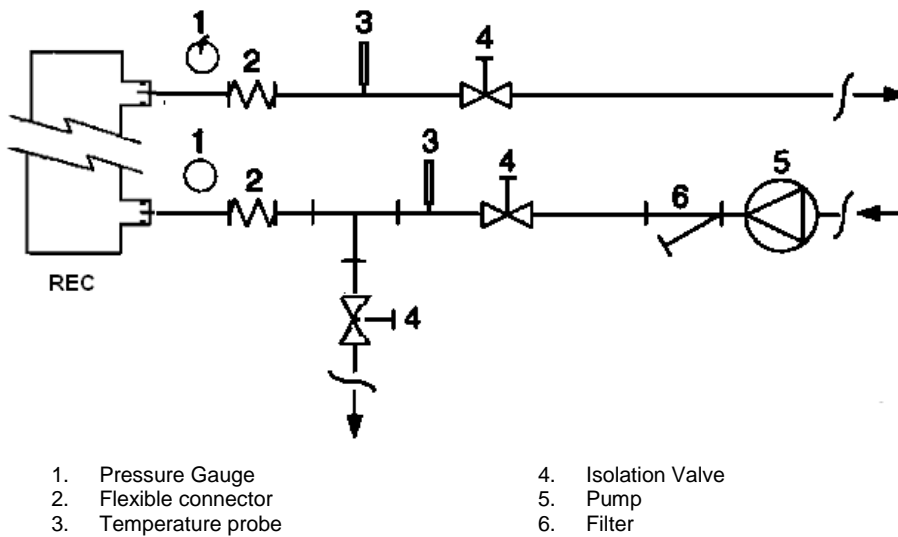 1
2
3
4
1
2
3
4
5
6
REC
4
1. Pressure Gauge
2. Flexible connector
3. Temperature probe
4. Isolation Valve
5. Pump
6. Filter